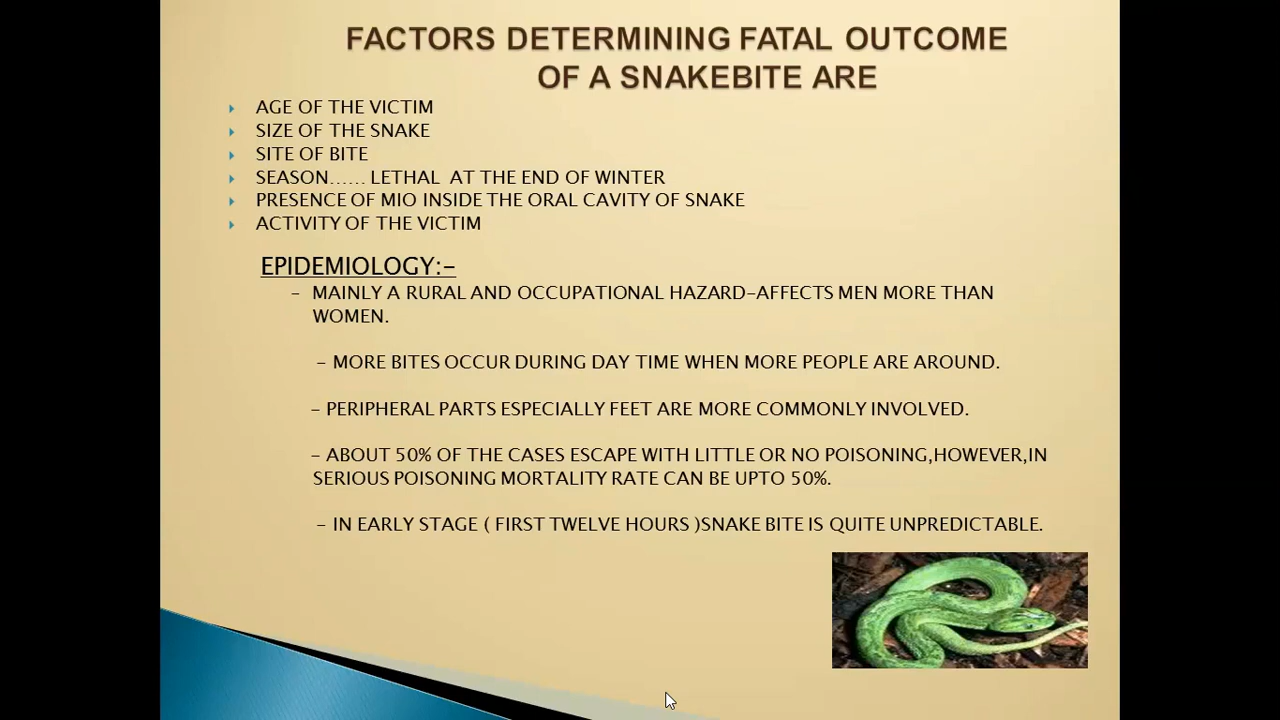 FACTORS DETERMINING FATAL OUTCOME
OF A SNAKEBITE ARE
AGE OF THE VICTIM
SIZE OF THE SNAKE
SITE OF BITE
SEASON…… LETHAL AT THE END OF WINTER
PRESENCE OF MIO INSIDE THE ORAL CAVITY OF SNAKE
ACTIVITY OF THE VICTIM
EPIDEMIOLOGY:-
- MAINLY A RURAL AND OCCUPATIONAL HAZARD-AFFECTS MEN MORE THAN
WOMEN.
- MORE BITES OCCUR DURING DAY TIME WHEN MORE PEOPLE ARE AROUND.
- PERIPHERAL PARTS ESPECIALLY FEET ARE MORE COMMONLY INVOLVED.
- ABOUT 50% OF THE CASES ESCAPE WITH LITTLE OR NO POISONING,HOWEVER,IN
SERIOUS POISONING MORTALITY RATE CAN BE UPTO 50%.
- IN EARLY STAGE ( FIRST TWELVE HOURS )SNAKE BITE IS QUITE UNPREDICTABLE.